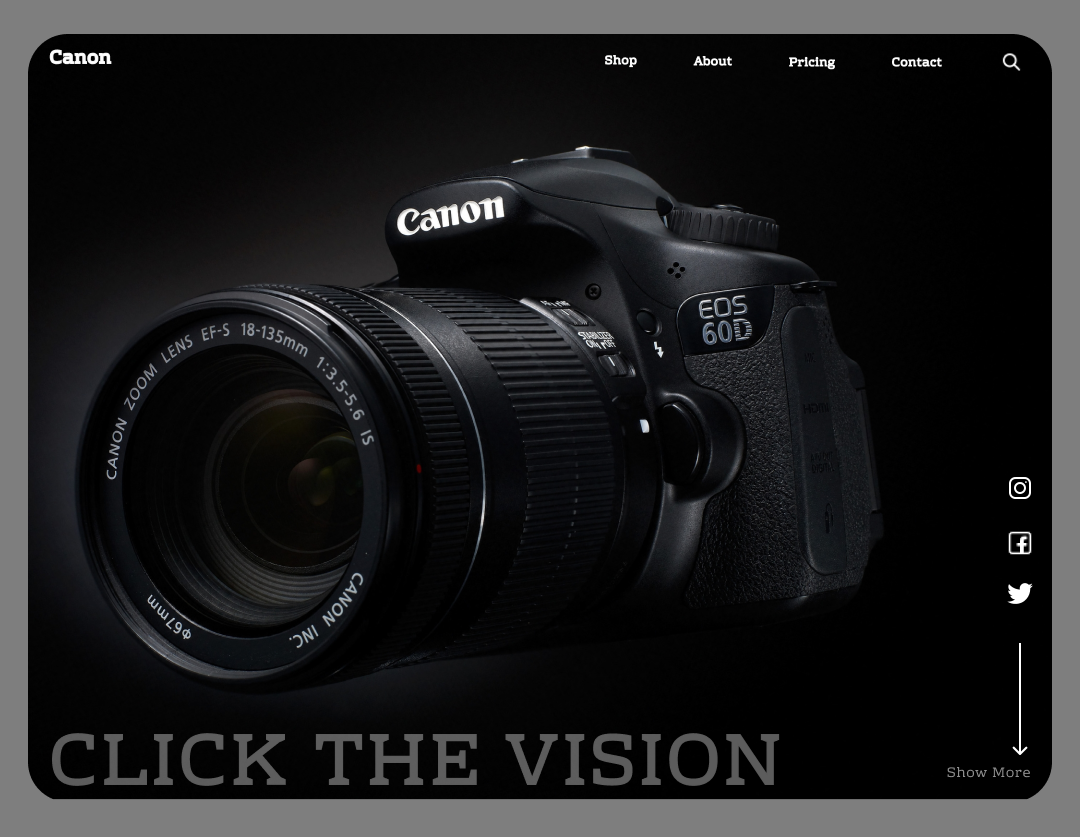 Canon
Shop
About
Pricing
Contact
Canon
EOS
60D
STABILIZER
ON OFF
CANON ZOOM LENS EF-S 18-135mm 1:3.5-5.6 IS
CANON INC.
φ67mm
CLICK THE VISION
Show More